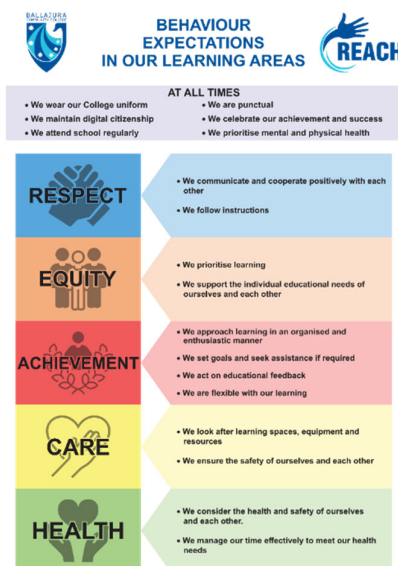 BALLAJURA
COMMUNITY COLLEGE
BEHAVIOUR
EXPECTATIONS
IN OUR LEARNING AREAS
REACH
AT ALL TIMES
• We wear our College uniform
• We maintain digital citizenship
• We attend school regularly
• We are punctual
• We celebrate our achievement and success
• We prioritise mental and physical health
RESPECT
• We communicate and cooperate positively with each
other
• We follow instructions
EQUITY
• We prioritise learning
• We support the individual educational needs of
ourselves and each other
ACHIEVEMENT
• We approach learning in an organised and
enthusiastic manner
• We set goals and seek assistance if required
• We act on educational feedback
• We are flexible with our learning
CARE
• We look after learning spaces, equipment and
resources
• We ensure the safety of ourselves and each other
HEALTH
• We consider the health and safety of ourselves
and each other.
• We manage our time effectively to meet our health
needs